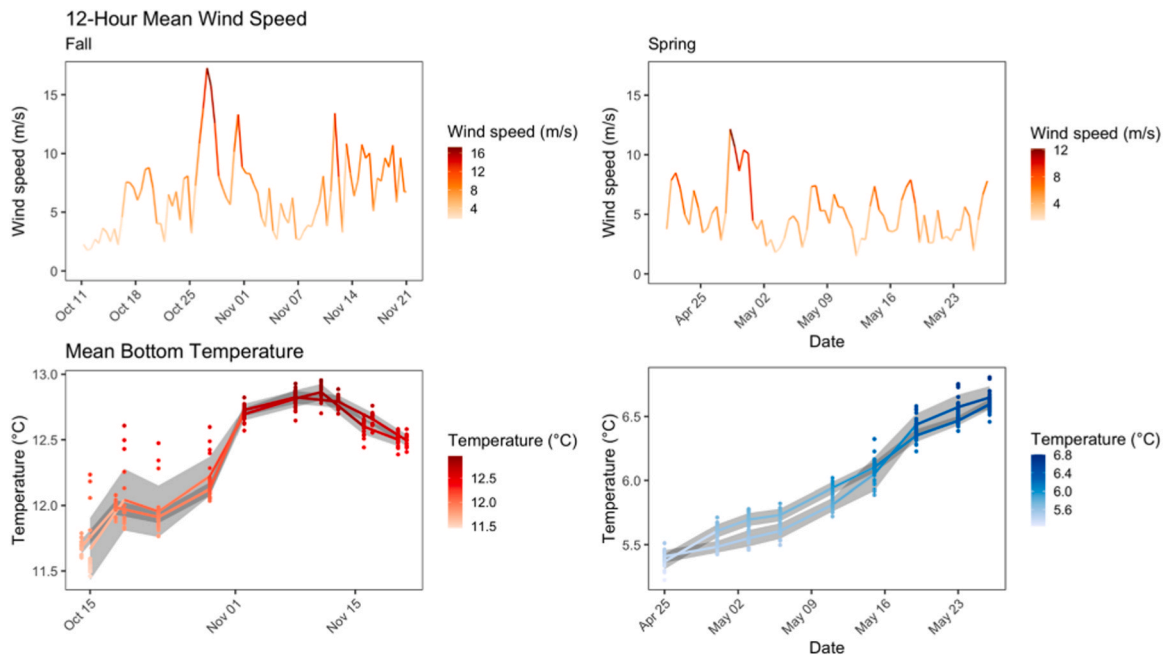 12-Hour Mean Wind Speed
Fall
Spring
Wind speed (m/s)
15
10
5
0
Oct 11
Oct 18
Oct 25
Nov 01
Nov 07
Nov 14
Nov 21
Wind speed (m/s)
16
12
8
4
Wind speed (m/s)
15
10
5
0
Apr 25
May 02
May 09
May 16
May 23
Date
Wind speed (m/s)
12
8
4
Mean Bottom Temperature
Temperature (°C)
13.0
12.5
12.0
11.5
Oct 15
Nov 01
Nov 15
Temperature (°C)
12.5
12.0
11.5
Temperature (°C)
6.5
6.0
5.5
Apr 25
May 02
May 09
May 16
May 23
Date
Temperature (°C)
6.8
6.4
6.0
5.6